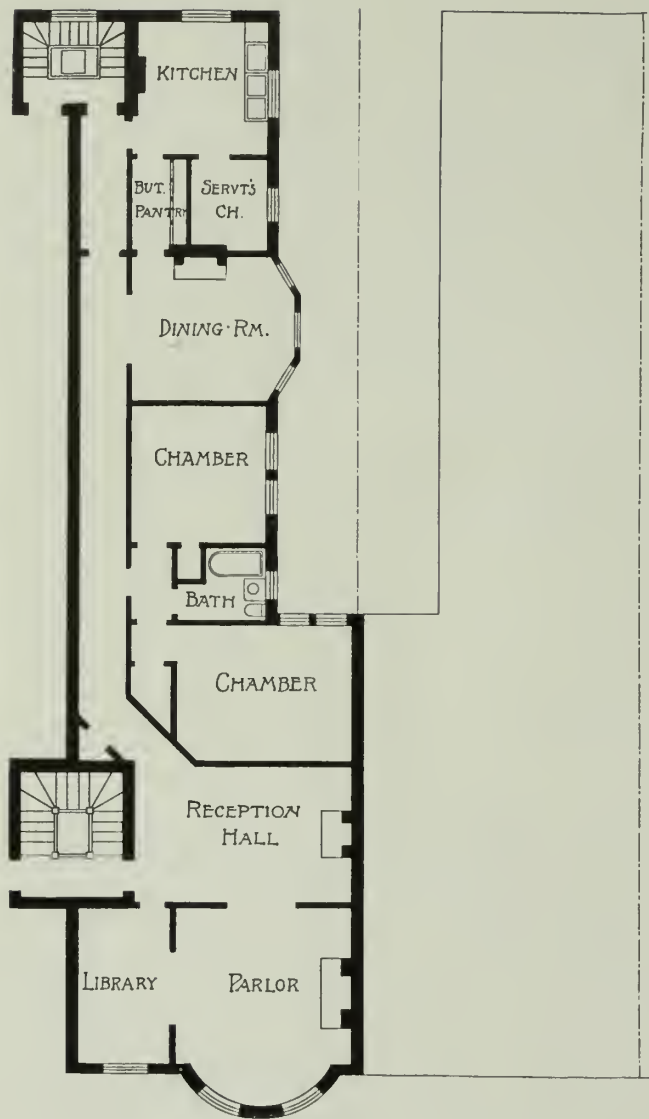 KITCHEN
BUT.
PANTRY
SERVT'S
CH.
DINING·RM.
CHAMBER
BATH
CHAMBER
RECEPTION
HALL
LIBRARY
PARLOR